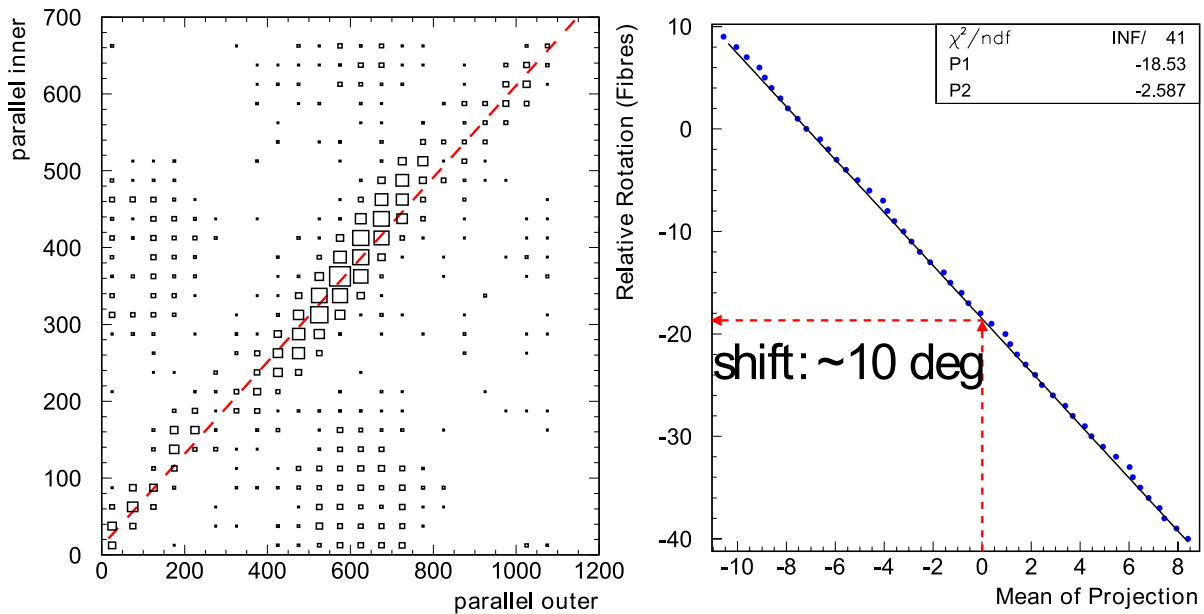 700
600
500
400
300
200
100
0
0 200 400 600 800 1000 1200
parallel outer
parallel inner
10
0
-10
-20
-30
-40
-10 -8 -6 -4 -2 0 2 4 6 8
Mean of Projection
Relative Rotation (Fibres)
χ²/ndf INF/ 41
P1 -18.53
P2 -2.587
shift: ~10 deg